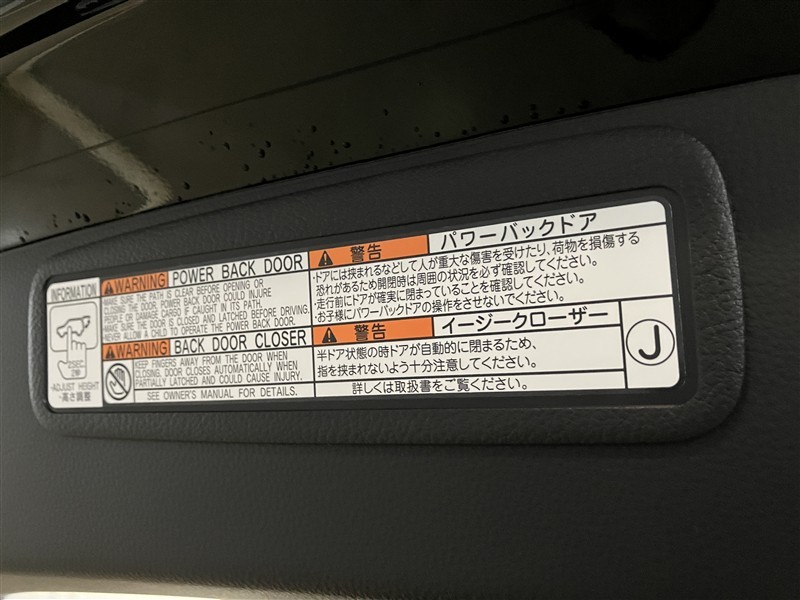 INFORMATION
2SEC.
2秒
-ADJUST HEIGHT
-高さ調整
WARNING POWER BACK DOOR
·MAKE SURE THE PATH IS CLEAR BEFORE OPENING OR
CLOSING THE DOOR. POWER BACK DOOR COULD INJURE
PEOPLE OR DAMAGE CARGO IF CAUGHT IN ITS PATH.
·MAKE SURE THE DOOR IS CLOSED AND LATCHED BEFORE DRIVING.
·NEVER ALLOW A CHILD TO OPERATE THE POWER BACK DOOR.
WARNING BACK DOOR CLOSER
KEEP FINGERS AWAY FROM THE DOOR WHEN
CLOSING. DOOR CLOSES AUTOMATICALLY WHEN
PARTIALLY LATCHED AND COULD CAUSE INJURY.
SEE OWNER'S MANUAL FOR DETAILS.
警告 パワーバックドア
·ドアには挟まれるなどして人が重大な傷害を受けたり、荷物を損傷する
恐れがあるため開閉時は周囲の状況を必ず確認してください。
·走行前にドアが確実に閉まっていることを確認してください。
·お子様にパワーバックドアの操作をさせないでください。
警告 イージークローザー
半ドア状態の時ドアが自動的に閉まるため、
指を挟まれないよう十分注意してください。
詳しくは取扱書をご覧ください。
J